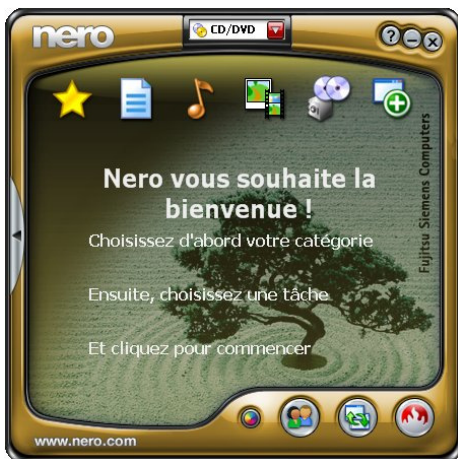 nero
CD/DVD
Nero vous souhaite la
bienvenue !
Choisissez d'abord votre catégorie
Ensuite, choisissez une tâche
Et cliquez pour commencer
Fujitsu Siemens Computers
www.nero.com